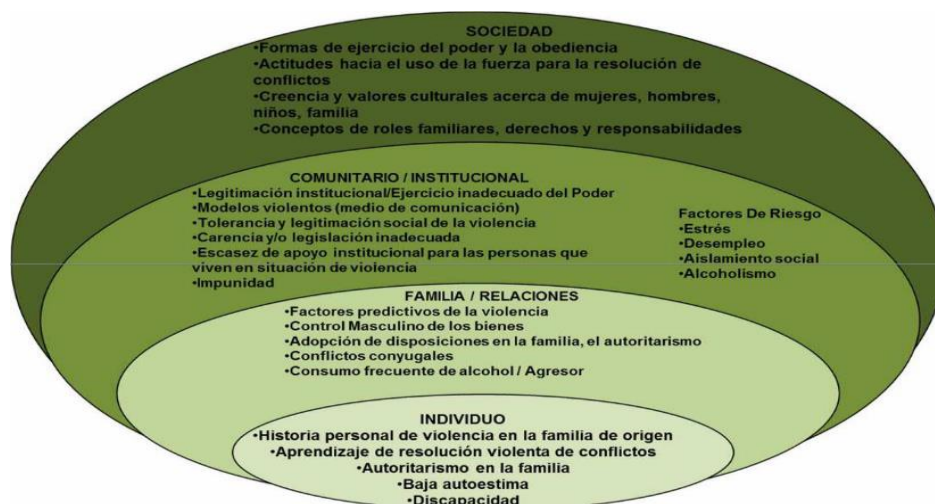 SOCIEDAD
•Formas de ejercicio del poder y la obediencia
•Actitudes hacia el uso de la fuerza para la resolución de
conflictos
•Creencia y valores culturales acerca de mujeres, hombres,
niños, familia
•Conceptos de roles familiares, derechos y responsabilidades
COMUNITARIO / INSTITUCIONAL
•Legitimación institucional/Ejercicio inadecuado del Poder
•Modelos violentos (medio de comunicación)
•Tolerancia y legitimación social de la violencia
•Carencia y/o legislación inadecuada
•Escasez de apoyo institucional para las personas que
viven en situación de violencia
•Impunidad
Factores De Riesgo
•Estrés
•Desempleo
•Aislamiento social
•Alcoholismo
FAMILIA / RELACIONES
•Factores predictivos de la violencia
•Control Masculino de los bienes
•Adopción de disposiciones en la familia, el autoritarismo
•Conflictos conyugales
•Consumo frecuente de alcohol / Agresor
INDIVIDUO
•Historia personal de violencia en la familia de origen
•Aprendizaje de resolución violenta de conflictos
•Autoritarismo en la familia
•Baja autoestima
•Discapacidad